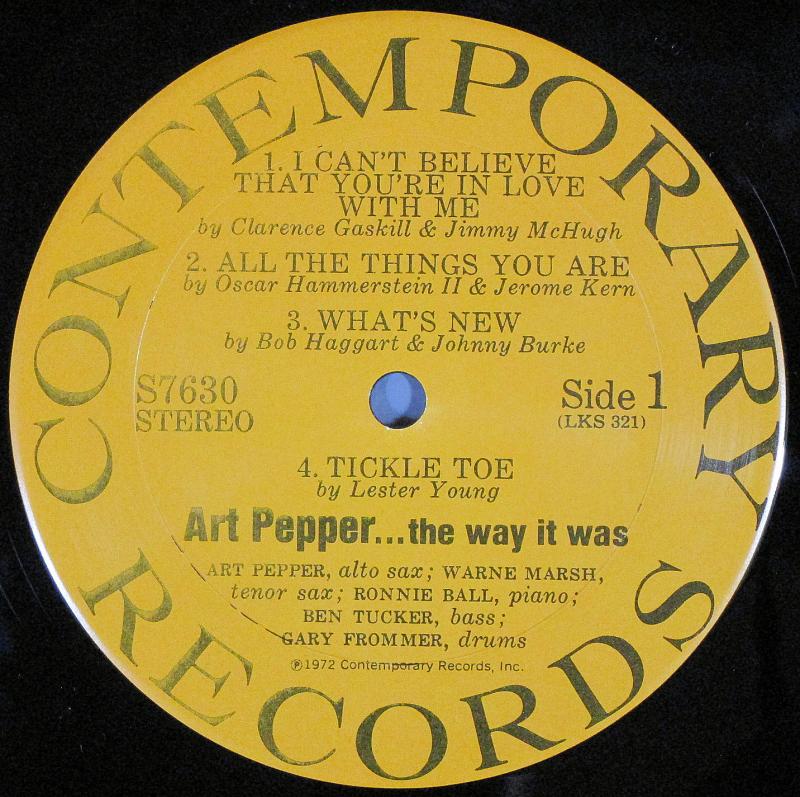 CONTEMPORARY RECORDS
1. I CAN'T BELIEVE
THAT YOU'RE IN LOVE
WITH ME
by Clarence Gaskill & Jimmy McHugh
2. ALL THE THINGS YOU ARE
by Oscar Hammerstein II & Jerome Kern
3. WHAT'S NEW
by Bob Haggart & Johnny Burke
S7630
STEREO
Side 1
(LKS 321)
4. TICKLE TOE
by Lester Young
Art Pepper...the way it was
ART PEPPER, alto sax; WARNE MARSH,
tenor sax; RONNIE BALL, piano;
BEN TUCKER, bass;
GARY FROMMER, drums
℗1972 Contemporary Records, Inc.